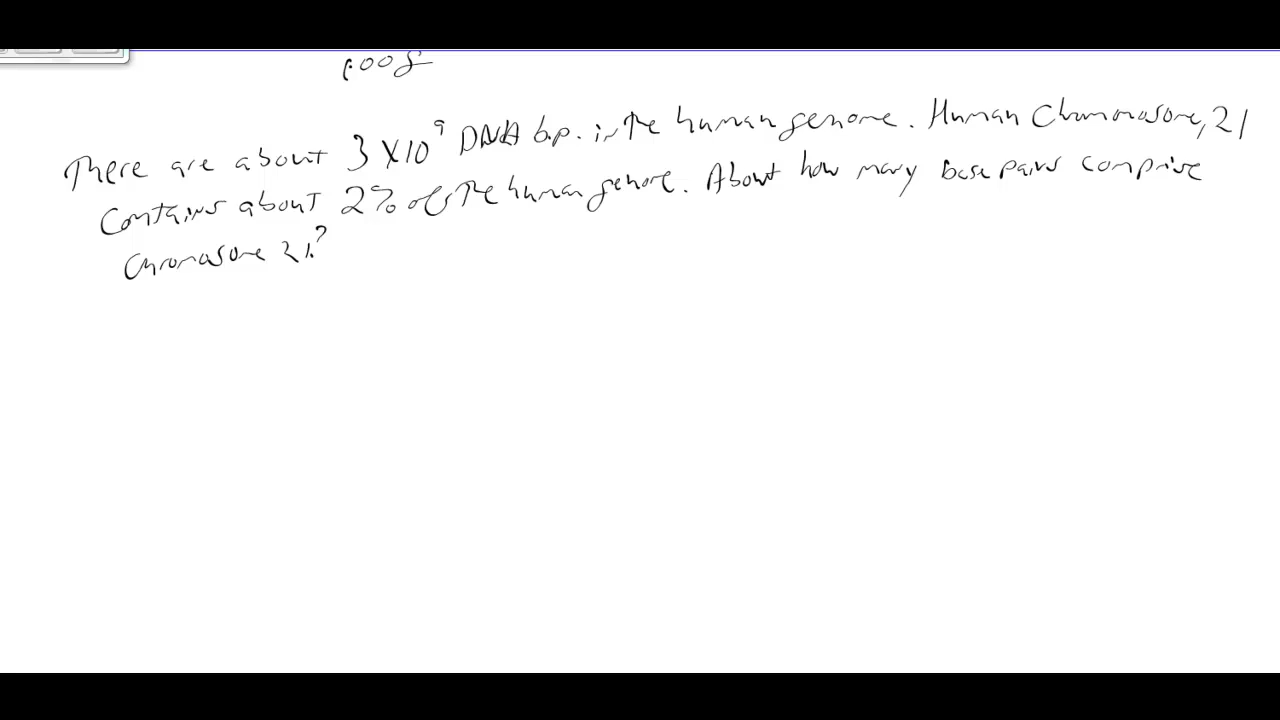 There are about 3 X 10⁹ DNA b.p. in the human genome. Human Chromosome, 21
Contains about 2% of the human genome. About how many base pairs comprise
Chromosome 21?